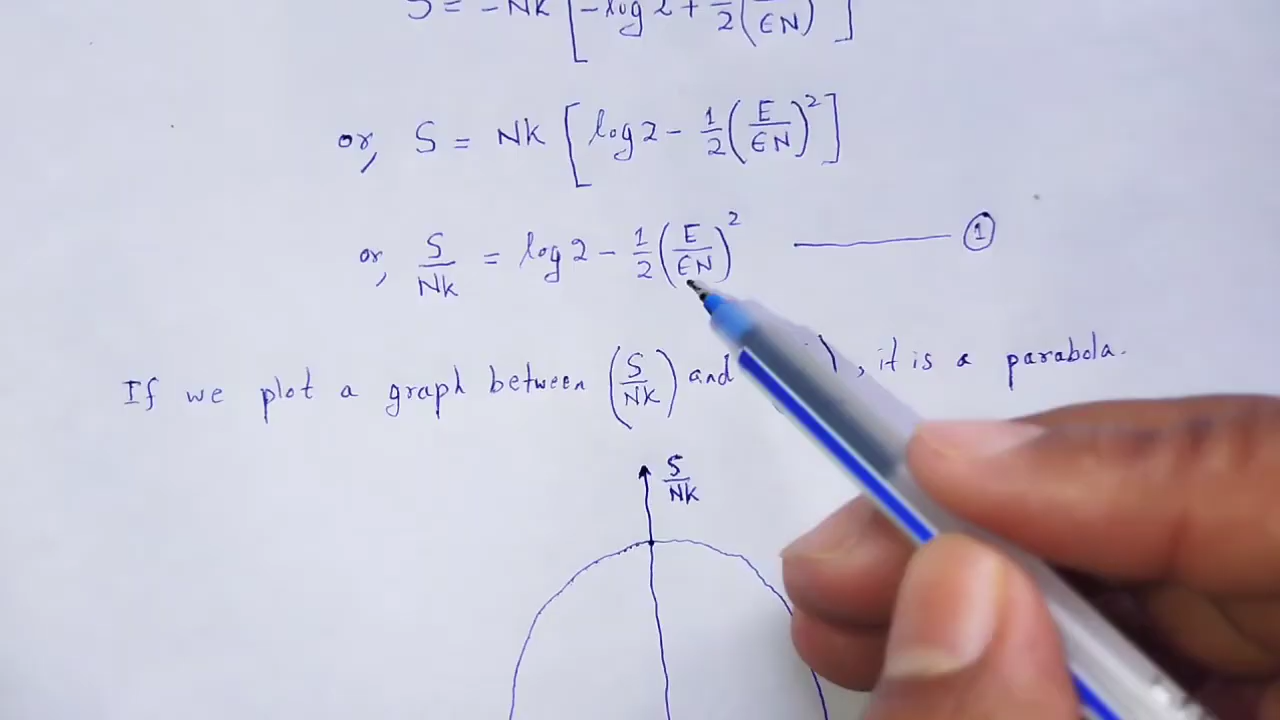 S = -Nk [-log 2 + 1/2 (/ϵN)]
or, S = Nk [log 2 - 1/2 (E/ϵN)²]
or, S/Nk = log 2 - 1/2 (E/ϵN)² ——— ①
If we plot a graph between (S/Nk) and ), it is a parabola.
S/Nk